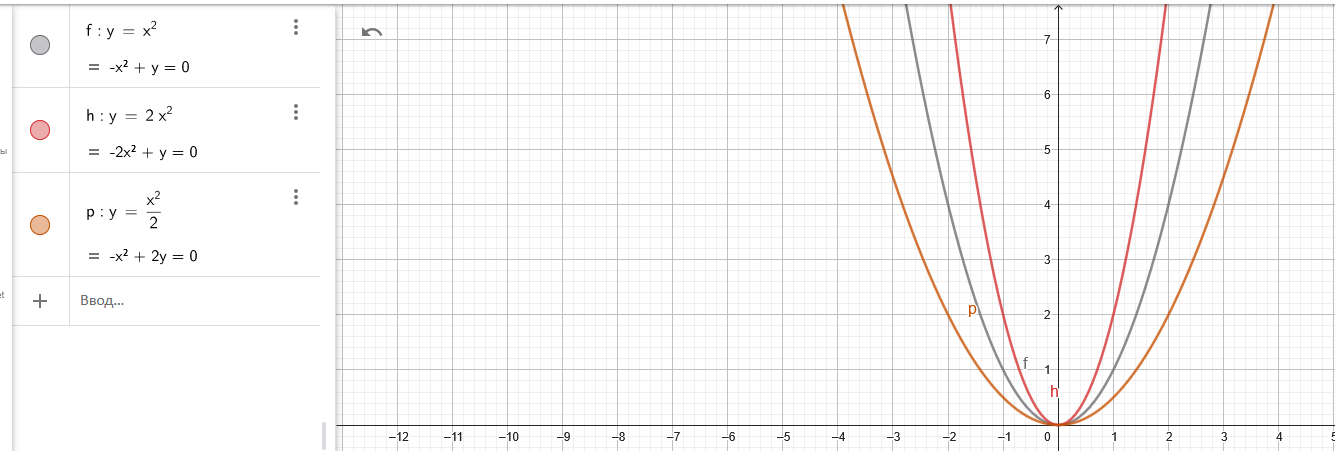 f : y = x²
= -x² + y = 0
h : y = 2 x²
= -2x² + y = 0
ы
p : y = x²/2
= -x² + 2y = 0
et
+ Ввод...
7
6
5
4
3
2
1
p
f
h
-12 -11 -10 -9 -8 -7 -6 -5 -4 -3 -2 -1 0 1 2 3 4 5